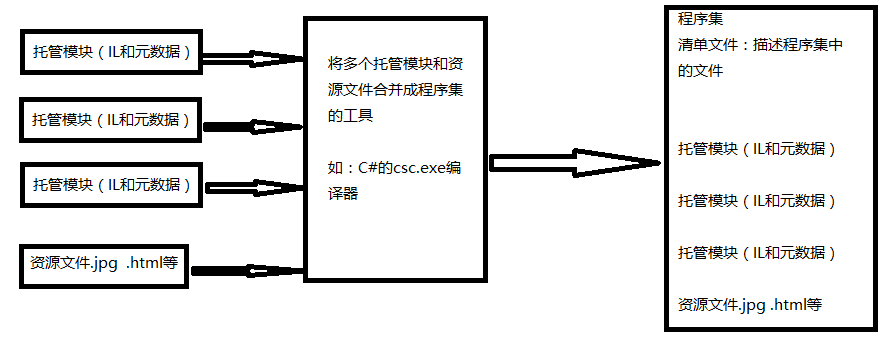 托管模块（IL和元数据）
托管模块（IL和元数据）
托管模块（IL和元数据）
资源文件.jpg .html等
将多个托管模块和资
源文件合并成程序集
的工具
如：C#的csc.exe编
译器
程序集
清单文件：描述程序集中
的文件
托管模块（IL和元数据）
托管模块（IL和元数据）
托管模块（IL和元数据）
资源文件.jpg .html等